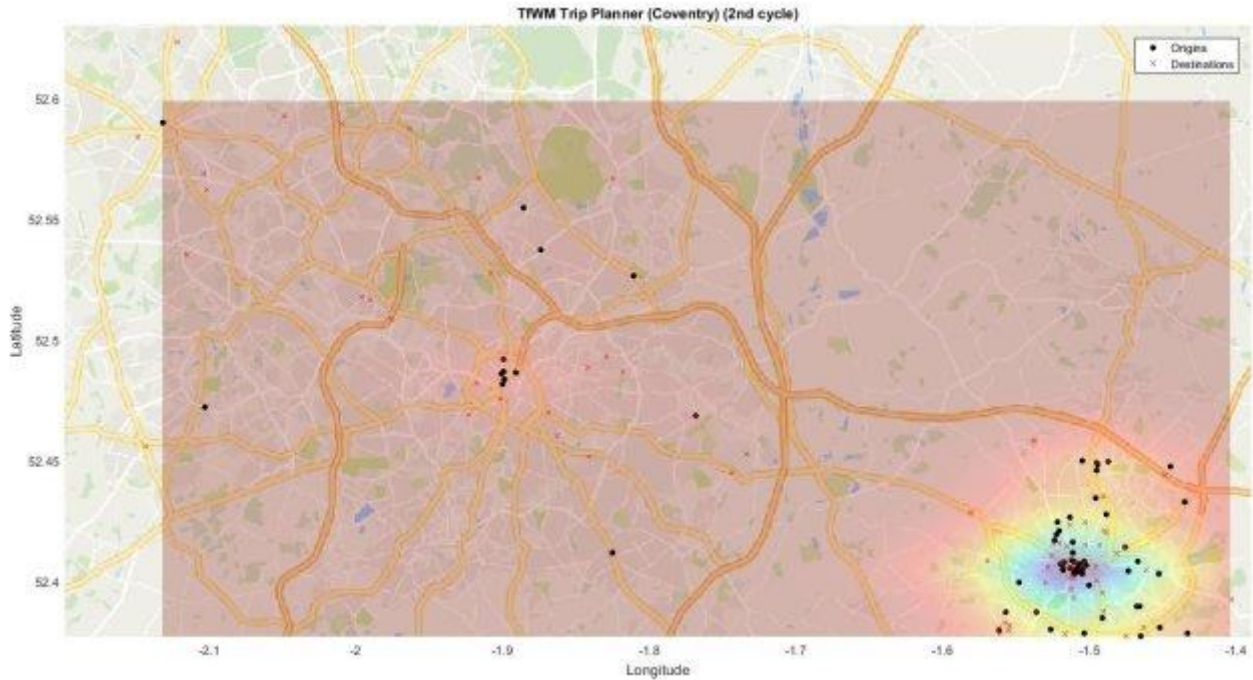 TfWM Trip Planner (Coventry) (2nd cycle)
Origins
Destinations
52.6
52.55
52.5
52.45
52.4
Latitude
-2.1
-2
-1.9
-1.8
-1.7
-1.6
-1.5
-1.4
Longitude